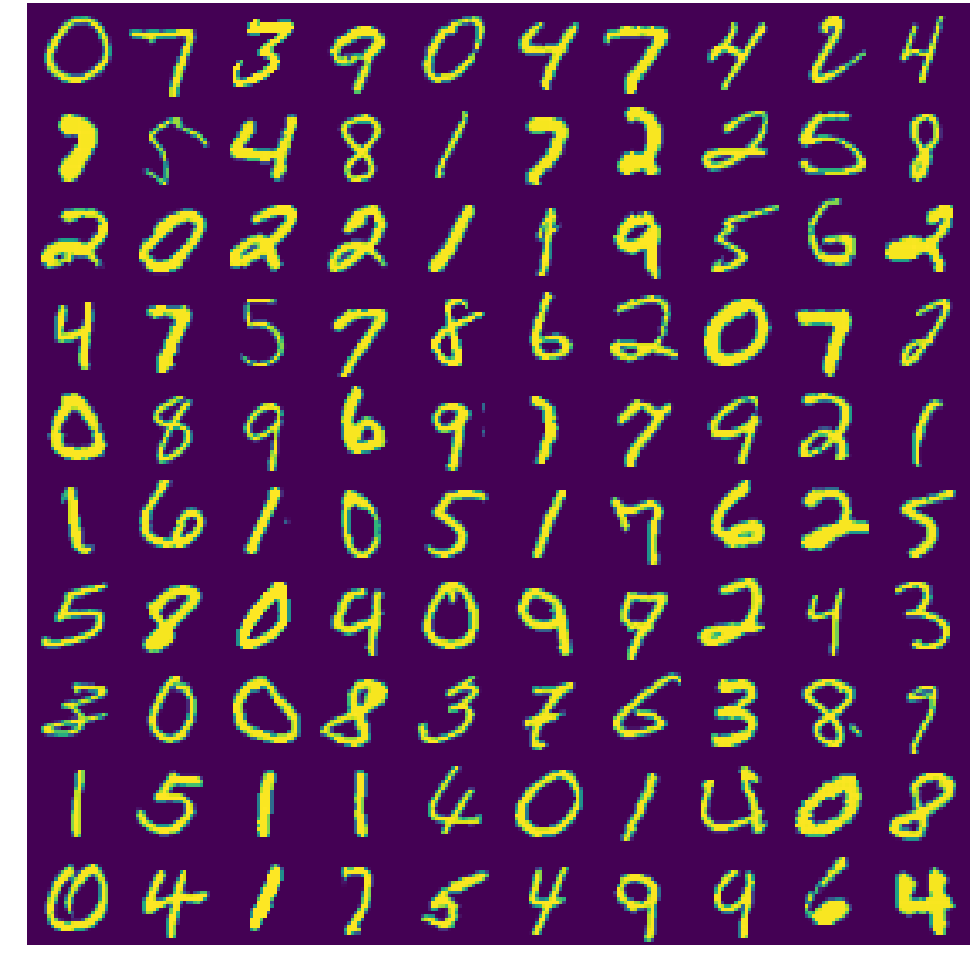 0 7 3 9 0 4 7 4 2 4
7 5 4 8 1 7 2 2 5 8
2 0 2 2 1 1 9 5 6 2
4 7 5 7 8 6 2 0 7 2
0 8 9 6 9 1 7 9 2 1
1 6 1 0 5 1 7 6 2 5
5 8 0 9 0 9 9 2 4 3
3 0 0 8 3 7 6 3 8 9
1 5 1 1 4 0 1 4 0 8
0 4 1 7 5 4 9 9 6 4